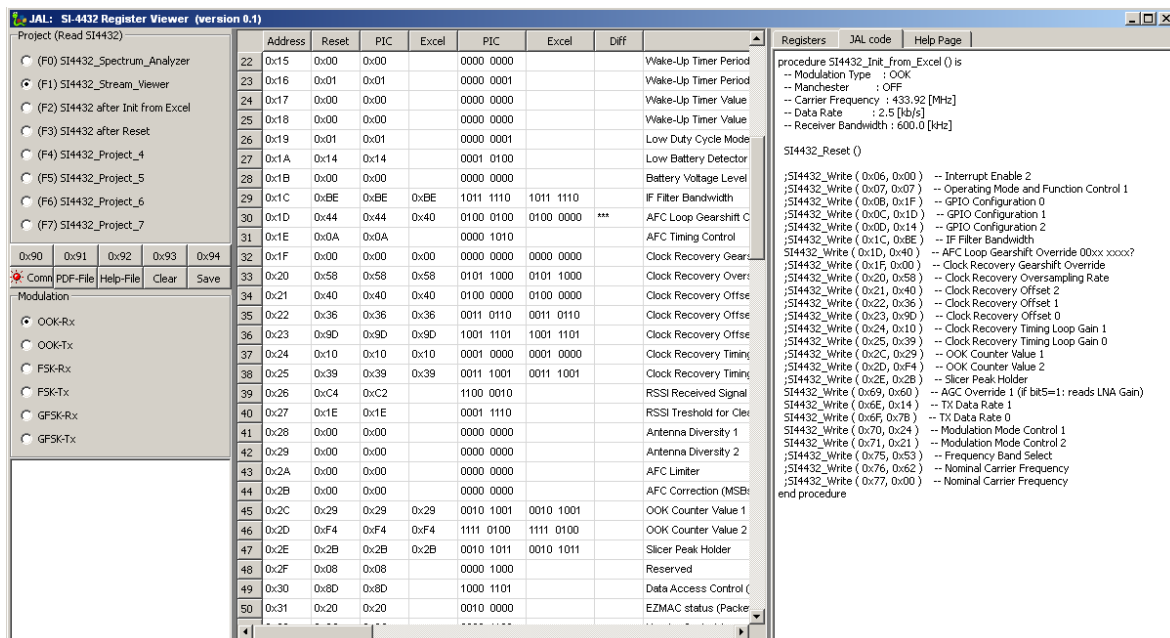 JAL: SI-4432 Register Viewer (version 0.1)
Project (Read SI4432)
(F0) SI4432_Spectrum_Analyzer
(F1) SI4432_Stream_Viewer
(F2) SI4432 after Init from Excel
(F3) SI4432 after Reset
(F4) SI4432_Project_4
(F5) SI4432_Project_5
(F6) SI4432_Project_6
(F7) SI4432_Project_7
0x90 0x91 0x92 0x93 0x94
Comn PDF-File Help-File Clear Save
Modulation
OOK-Rx
OOK-Tx
FSK-Rx
FSK-Tx
GFSK-Rx
GFSK-Tx
Address Reset PIC Excel PIC Excel Diff
22 0x15 0x00 0x00 0000 0000 Wake-Up Timer Period
23 0x16 0x01 0x01 0000 0001 Wake-Up Timer Period
24 0x17 0x00 0x00 0000 0000 Wake-Up Timer Value
25 0x18 0x00 0x00 0000 0000 Wake-Up Timer Value
26 0x19 0x01 0x01 0000 0001 Low Duty Cycle Mode
27 0x1A 0x14 0x14 0001 0100 Low Battery Detector
28 0x1B 0x00 0x00 0000 0000 Battery Voltage Level
29 0x1C 0xBE 0xBE 0xBE 1011 1110 1011 1110 IF Filter Bandwidth
30 0x1D 0x44 0x44 0x40 0100 0100 0100 0000 *** AFC Loop Gearshift C
31 0x1E 0x0A 0x0A 0000 1010 AFC Timing Control
32 0x1F 0x00 0x00 0x00 0000 0000 0000 0000 Clock Recovery Gears
33 0x20 0x58 0x58 0x58 0101 1000 0101 1000 Clock Recovery Overs
34 0x21 0x40 0x40 0x40 0100 0000 0100 0000 Clock Recovery Offse
35 0x22 0x36 0x36 0x36 0011 0110 0011 0110 Clock Recovery Offse
36 0x23 0x9D 0x9D 0x9D 1001 1101 1001 1101 Clock Recovery Offse
37 0x24 0x10 0x10 0x10 0001 0000 0001 0000 Clock Recovery Timing
38 0x25 0x39 0x39 0x39 0011 1001 0011 1001 Clock Recovery Timing
39 0x26 0xC4 0xC2 1100 0010 RSSI Received Signal
40 0x27 0x1E 0x1E 0001 1110 RSSI Treshold for Clea
41 0x28 0x00 0x00 0000 0000 Antenna Diversity 1
42 0x29 0x00 0x00 0000 0000 Antenna Diversity 2
43 0x2A 0x00 0x00 0000 0000 AFC Limiter
44 0x2B 0x00 0x00 0000 0000 AFC Correction (MSBs
45 0x2C 0x29 0x29 0x29 0010 1001 0010 1001 OOK Counter Value 1
46 0x2D 0xF4 0xF4 0xF4 1111 0100 1111 0100 OOK Counter Value 2
47 0x2E 0x2B 0x2B 0x2B 0010 1011 0010 1011 Slicer Peak Holder
48 0x2F 0x08 0x08 0000 1000 Reserved
49 0x30 0x8D 0x8D 1000 1101 Data Access Control (
50 0x31 0x20 0x20 0010 0000 EZMAC status (Packe
Registers JAL code Help Page
procedure SI4432_Init_from_Excel () is
-- Modulation Type : OOK
-- Manchester : OFF
-- Carrier Frequency : 433.92 [MHz]
-- Data Rate : 2.5 [kb/s]
-- Receiver Bandwidth : 600.0 [kHz]
SI4432_Reset ()
;SI4432_Write ( 0x06, 0x00 ) -- Interrupt Enable 2
;SI4432_Write ( 0x07, 0x07 ) -- Operating Mode and Function Control 1
;SI4432_Write ( 0x0B, 0x1F ) -- GPIO Configuration 0
;SI4432_Write ( 0x0C, 0x1D ) -- GPIO Configuration 1
;SI4432_Write ( 0x0D, 0x14 ) -- GPIO Configuration 2
;SI4432_Write ( 0x1C, 0xBE ) -- IF Filter Bandwidth
SI4432_Write ( 0x1D, 0x40 ) -- AFC Loop Gearshift Override 00xx xxxx?
;SI4432_Write ( 0x1F, 0x00 ) -- Clock Recovery Gearshift Override
;SI4432_Write ( 0x20, 0x58 ) -- Clock Recovery Oversampling Rate
;SI4432_Write ( 0x21, 0x40 ) -- Clock Recovery Offset 2
;SI4432_Write ( 0x22, 0x36 ) -- Clock Recovery Offset 1
;SI4432_Write ( 0x23, 0x9D ) -- Clock Recovery Offset 0
;SI4432_Write ( 0x24, 0x10 ) -- Clock Recovery Timing Loop Gain 1
;SI4432_Write ( 0x25, 0x39 ) -- Clock Recovery Timing Loop Gain 0
;SI4432_Write ( 0x2C, 0x29 ) -- OOK Counter Value 1
;SI4432_Write ( 0x2D, 0xF4 ) -- OOK Counter Value 2
;SI4432_Write ( 0x2E, 0x2B ) -- Slicer Peak Holder
SI4432_Write ( 0x69, 0x60 ) -- AGC Override 1 (if bit5=1: reads LNA Gain)
SI4432_Write ( 0x6E, 0x14 ) -- TX Data Rate 1
SI4432_Write ( 0x6F, 0x7B ) -- TX Data Rate 0
SI4432_Write ( 0x70, 0x24 ) -- Modulation Mode Control 1
SI4432_Write ( 0x71, 0x21 ) -- Modulation Mode Control 2
;SI4432_Write ( 0x75, 0x53 ) -- Frequency Band Select
;SI4432_Write ( 0x76, 0x62 ) -- Nominal Carrier Frequency
;SI4432_Write ( 0x77, 0x00 ) -- Nominal Carrier Frequency
end procedure